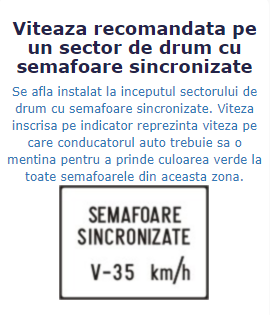 Viteaza recomandata pe
un sector de drum cu
semafoare sincronizate
Se afla instalat la inceputul sectorului de
drum cu semafoare sincronizate. Viteza
inscrisa pe indicator reprezinta viteza pe
care conducatorul auto trebuie sa o
mentina pentru a prinde culoarea verde la
toate semafoarele din aceasta zona.
SEMAFOARE
SINCRONIZATE
V-35 km/h